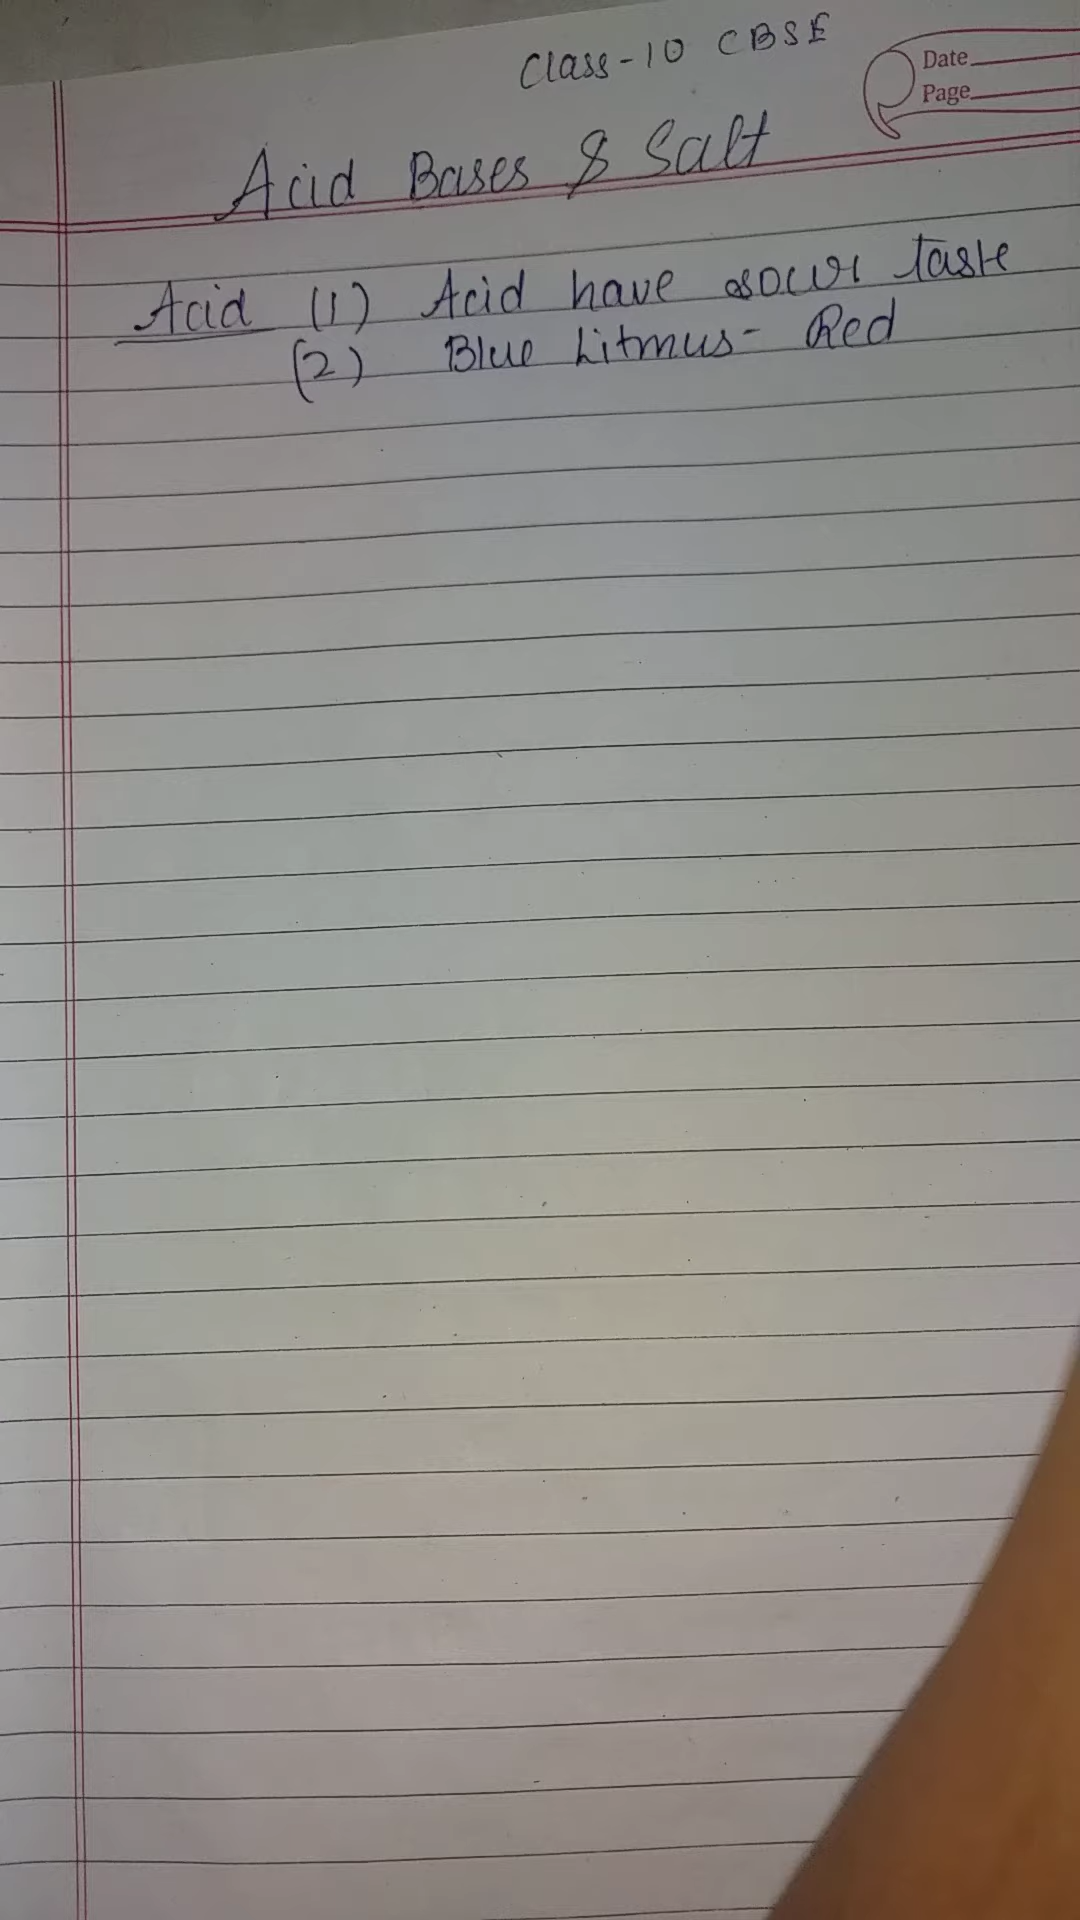 Class-10 CBSE
Date
Page
Acid Bases & Salt
Acid (1) Acid have sour taste
(2) Blue Litmus- Red